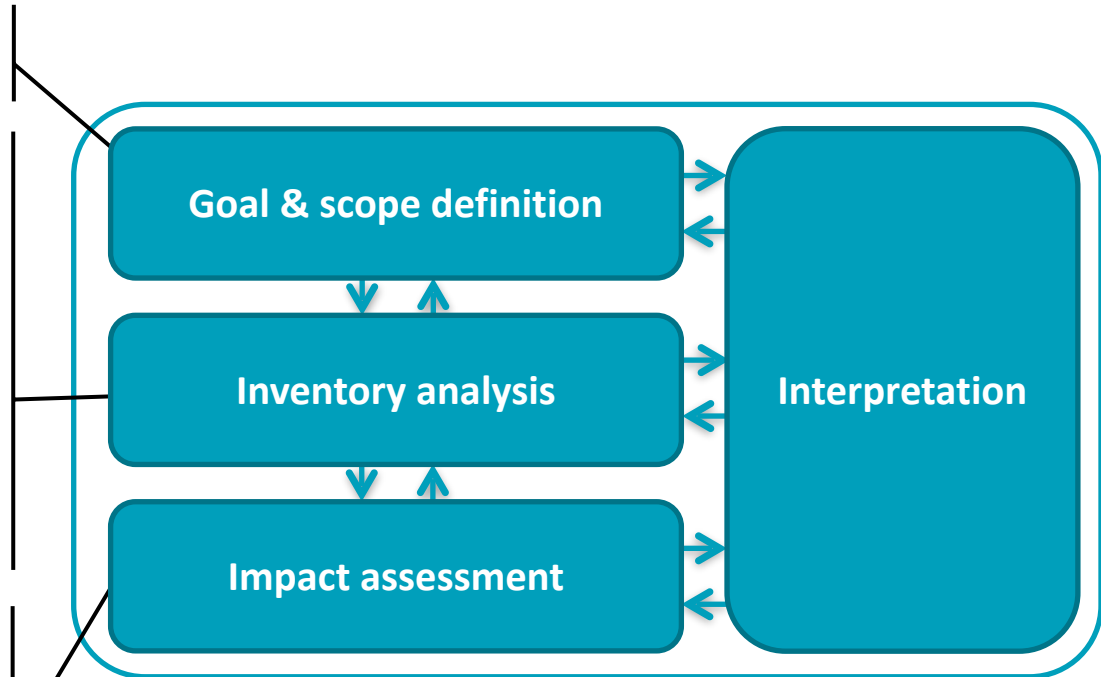 Goal & scope definition
Inventory analysis
Interpretation
Impact assessment